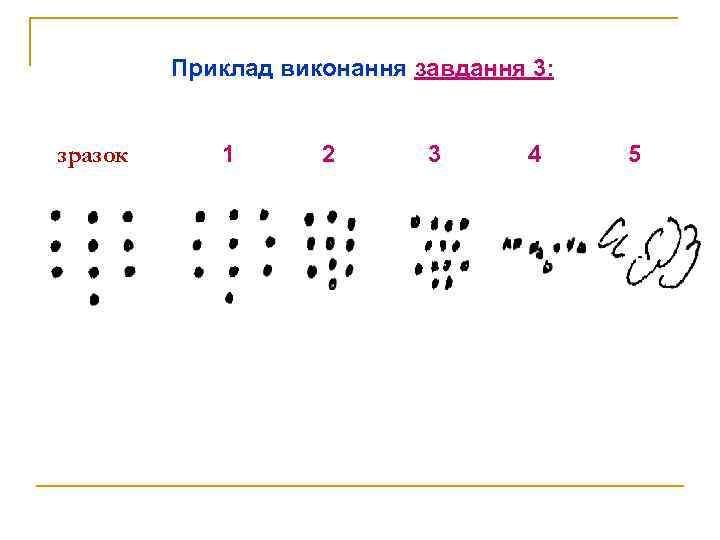 Приклад виконання завдання 3:
зразок 1 2 3 4 5